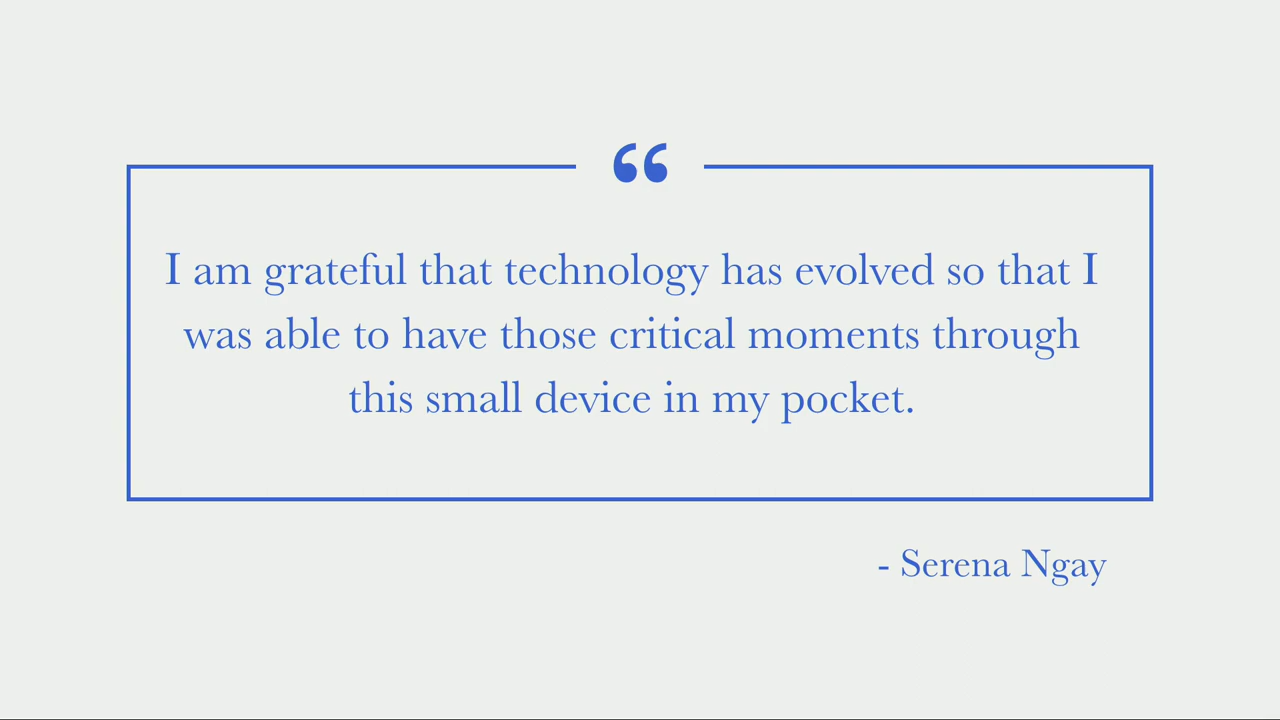 “
I am grateful that technology has evolved so that I
was able to have those critical moments through
this small device in my pocket.
- Serena Ngay